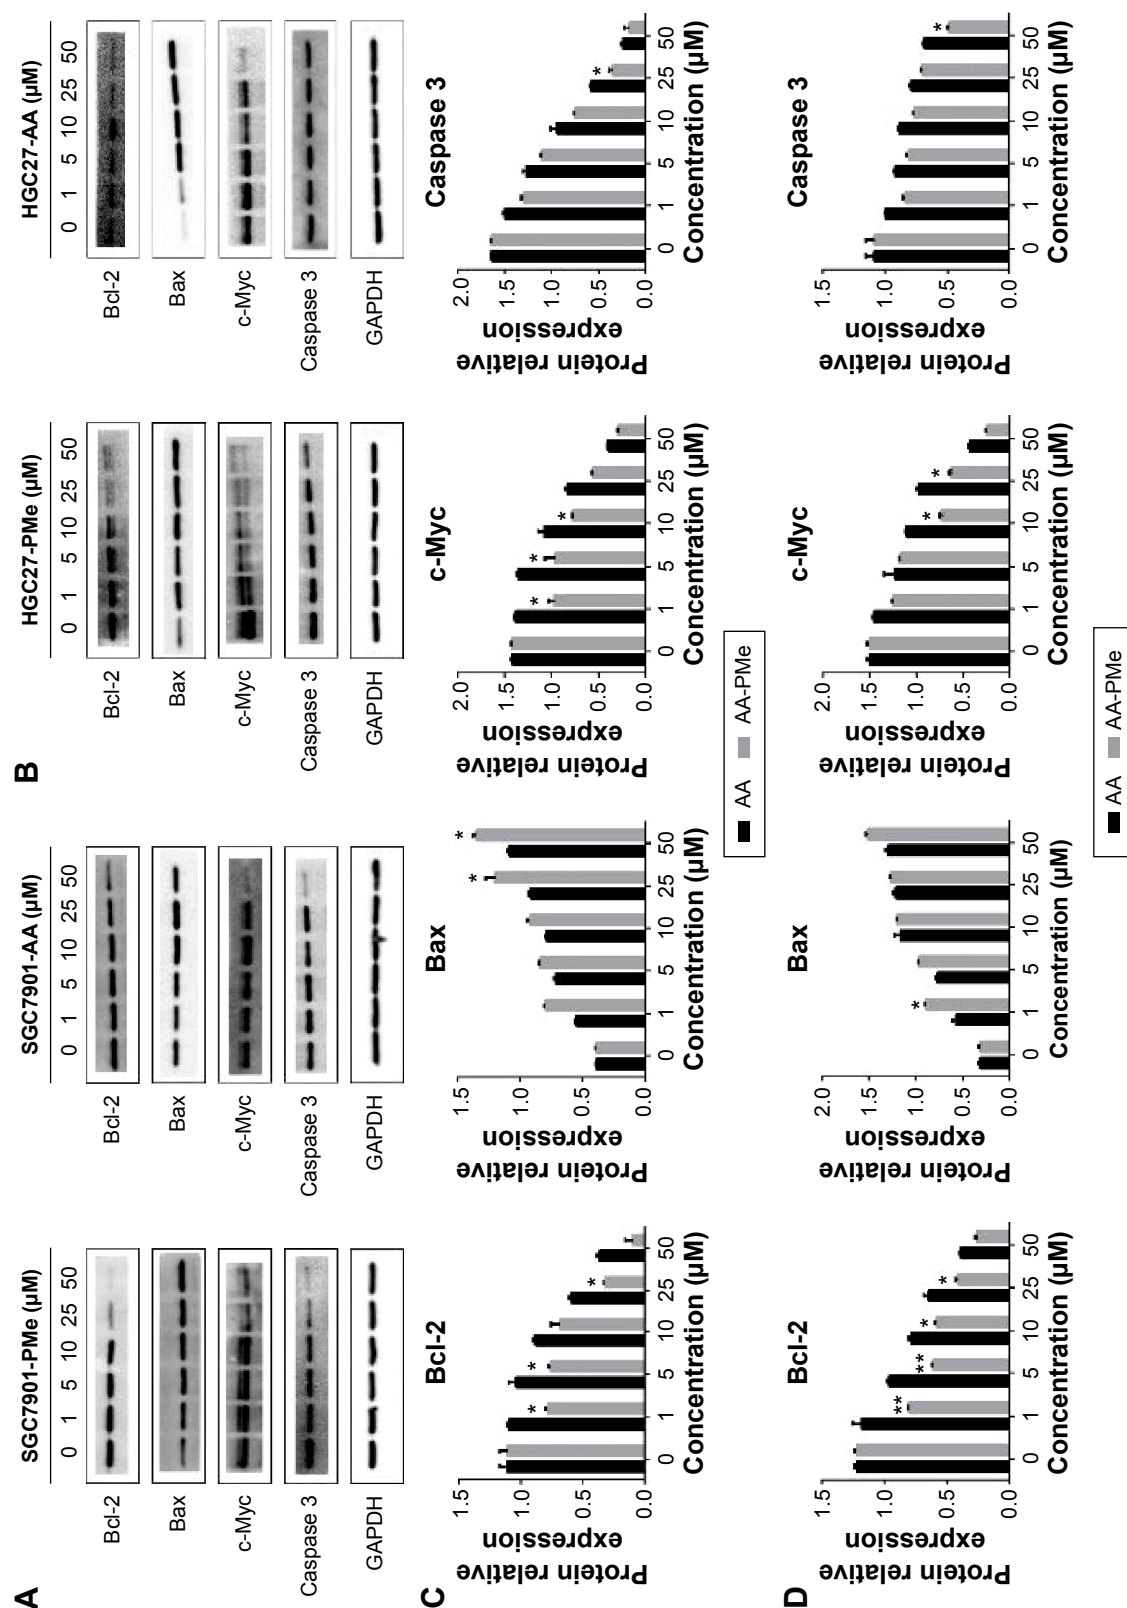 A
SGC7901-PMe (µM)
0 1 5 10 25 50
Bcl-2
Bax
c-Myc
Caspase 3
GAPDH
SGC7901-AA (µM)
0 1 5 10 25 50
Bcl-2
Bax
c-Myc
Caspase 3
GAPDH
B
HGC27-PMe (µM)
0 1 5 10 25 50
Bcl-2
Bax
c-Myc
Caspase 3
GAPDH
HGC27-AA (µM)
0 1 5 10 25 50
Bcl-2
Bax
c-Myc
Caspase 3
GAPDH
C
Bcl-2
Protein relative
expression
1.5
1.0
0.5
0.0
* * *
0 1 5 10 25 50
Concentration (µM)
Bax
Protein relative
expression
1.5
1.0
0.5
0.0
* *
0 1 5 10 25 50
Concentration (µM)
c-Myc
Protein relative
expression
2.0
1.5
1.0
0.5
0.0
* * *
0 1 5 10 25 50
Concentration (µM)
Caspase 3
Protein relative
expression
2.0
1.5
1.0
0.5
0.0
*
0 1 5 10 25 50
Concentration (µM)
AA AA-PMe
D
Bcl-2
Protein relative
expression
1.5
1.0
0.5
0.0
** ** * *
0 1 5 10 25 50
Concentration (µM)
Bax
Protein relative
expression
2.0
1.5
1.0
0.5
0.0
*
0 1 5 10 25 50
Concentration (µM)
c-Myc
Protein relative
expression
2.0
1.5
1.0
0.5
0.0
* *
0 1 5 10 25 50
Concentration (µM)
Caspase 3
Protein relative
expression
1.5
1.0
0.5
0.0
*
0 1 5 10 25 50
Concentration (µM)
AA AA-PMe